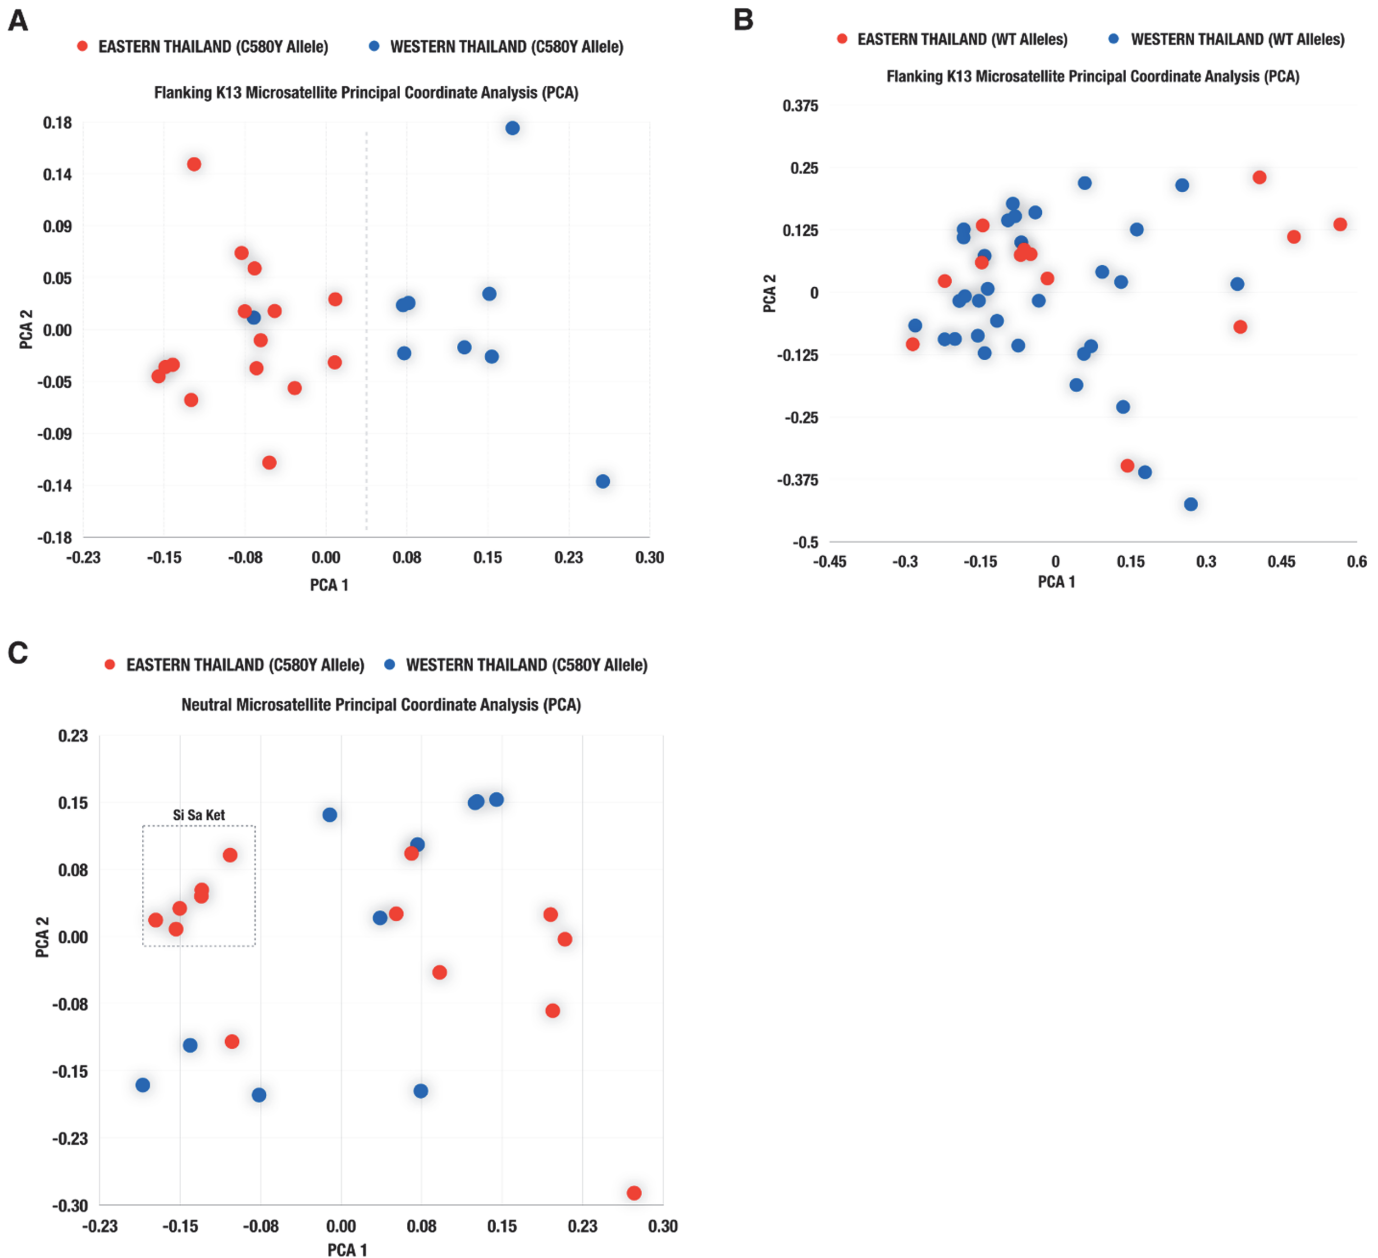 A
EASTERN THAILAND (C580Y Allele)
WESTERN THAILAND (C580Y Allele)
Flanking K13 Microsatellite Principal Coordinate Analysis (PCA)
0.18
0.14
0.09
0.05
0.00
-0.05
-0.09
-0.14
-0.18
PCA 2
-0.23 -0.15 -0.08 0.00 0.08 0.15 0.23 0.30
PCA 1
B
EASTERN THAILAND (WT Alleles)
WESTERN THAILAND (WT Alleles)
Flanking K13 Microsatellite Principal Coordinate Analysis (PCA)
0.375
0.25
0.125
0
-0.125
-0.25
-0.375
-0.5
PCA 2
-0.45 -0.3 -0.15 0 0.15 0.3 0.45 0.6
PCA 1
C
EASTERN THAILAND (C580Y Allele)
WESTERN THAILAND (C580Y Allele)
Neutral Microsatellite Principal Coordinate Analysis (PCA)
0.23
0.15
0.08
0.00
-0.08
-0.15
-0.23
-0.30
PCA 2
Si Sa Ket
-0.23 -0.15 -0.08 0.00 0.08 0.15 0.23 0.30
PCA 1